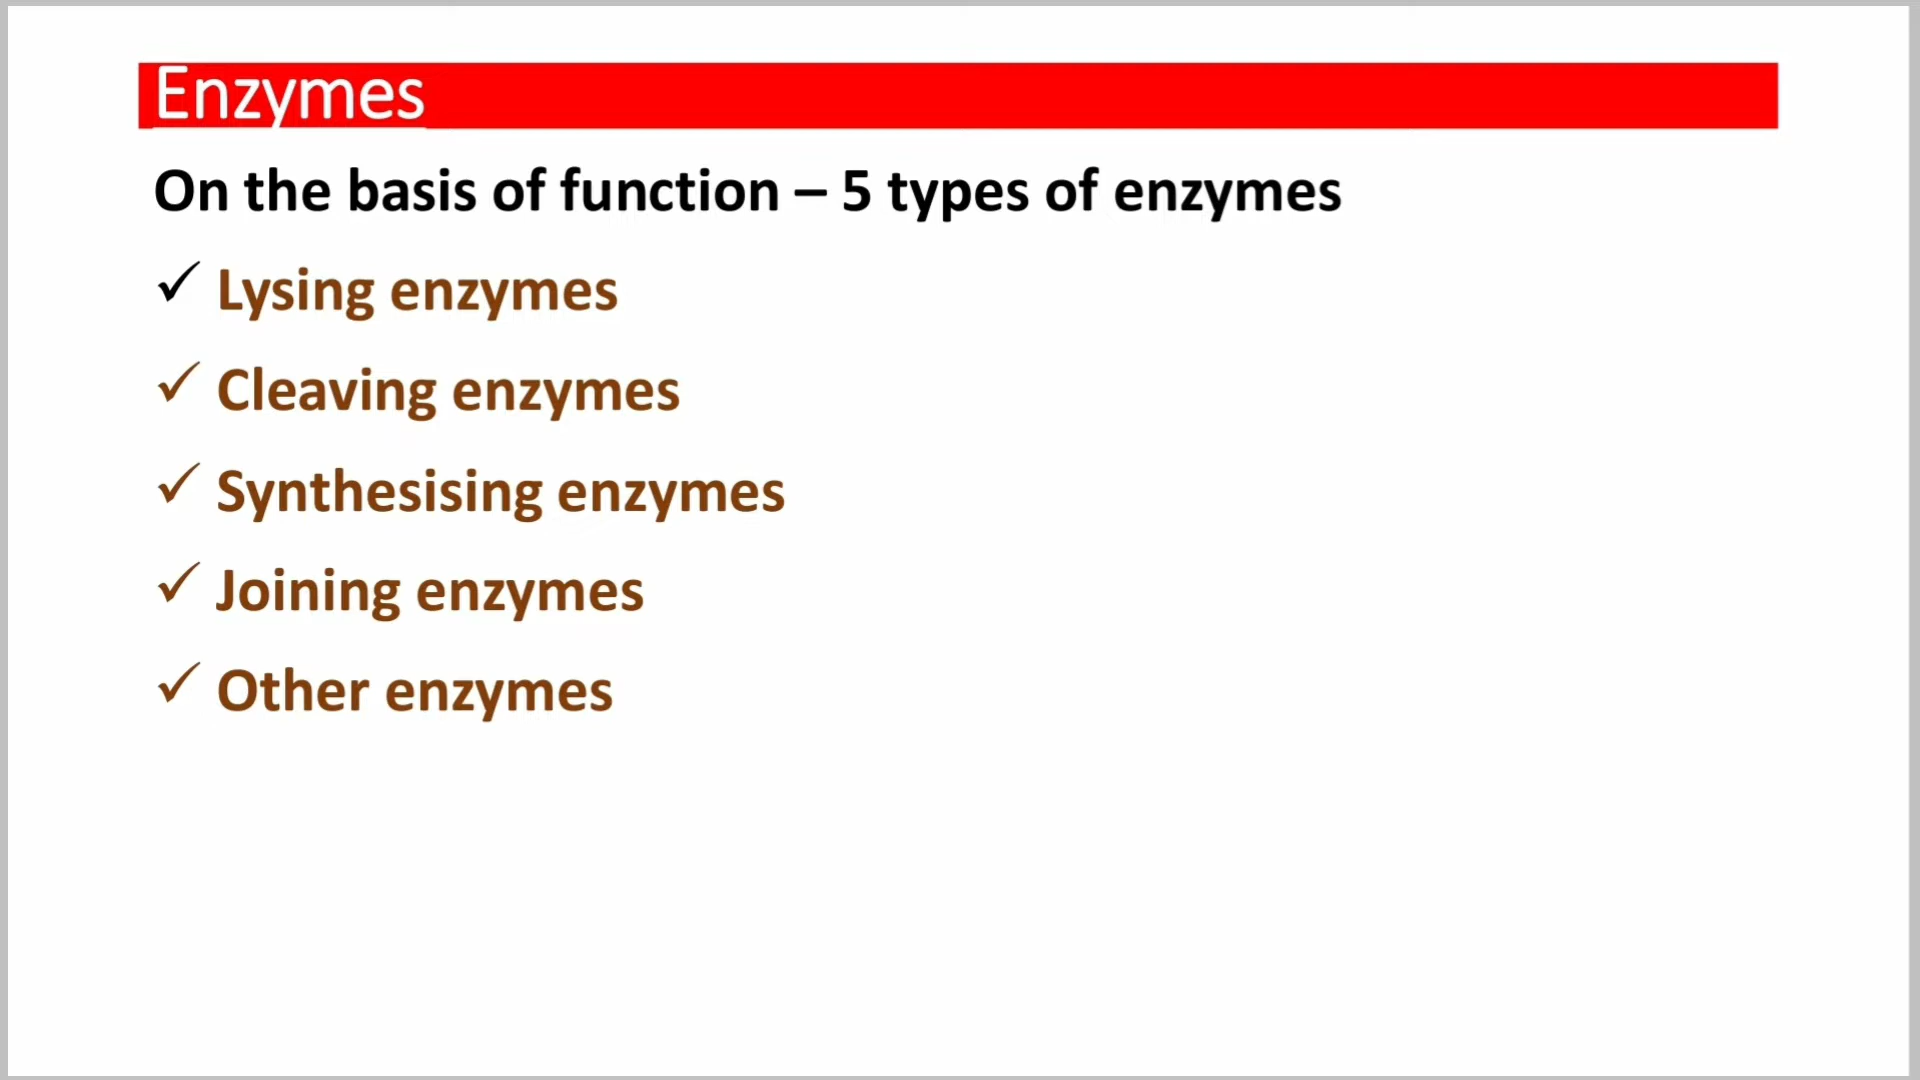 Enzymes
On the basis of function – 5 types of enzymes
✓ Lysing enzymes
✓ Cleaving enzymes
✓ Synthesising enzymes
✓ Joining enzymes
✓ Other enzymes